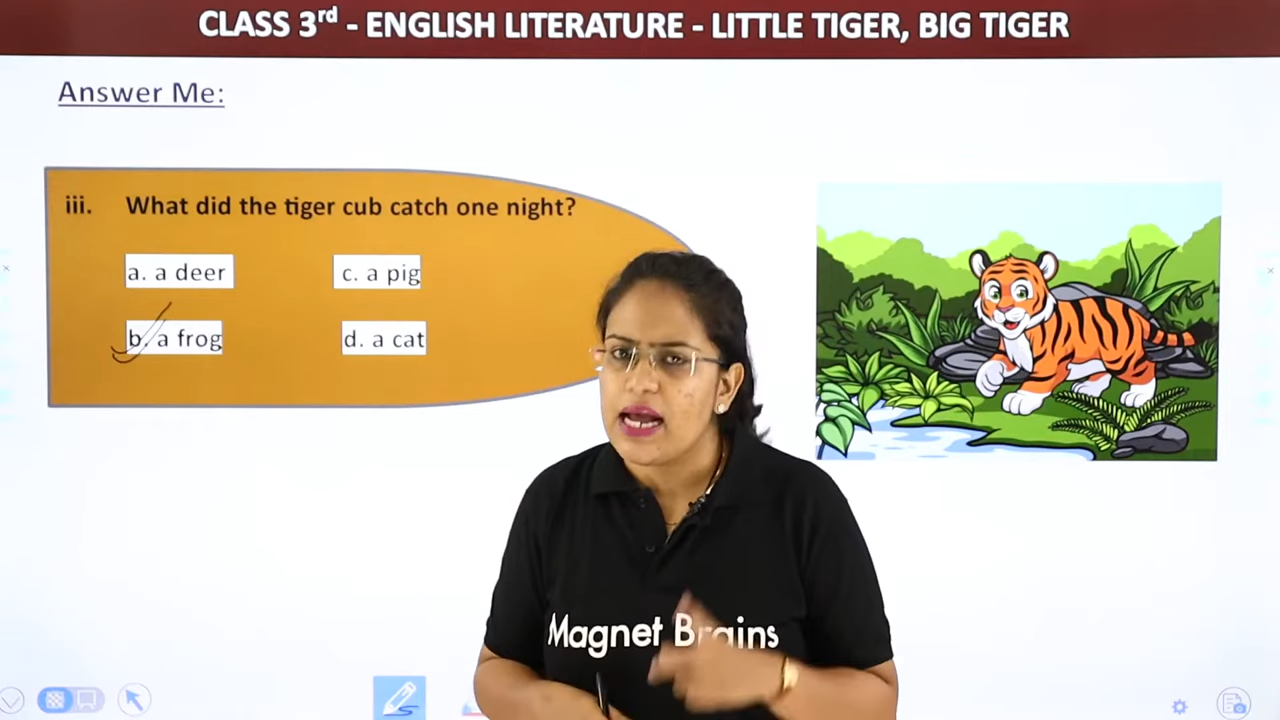 CLASS 3rd - ENGLISH LITERATURE - LITTLE TIGER, BIG TIGER
Answer Me:
iii. What did the tiger cub catch one night?
a. a deer
c. a pig
b. a frog
d. a cat
Magnet Brains